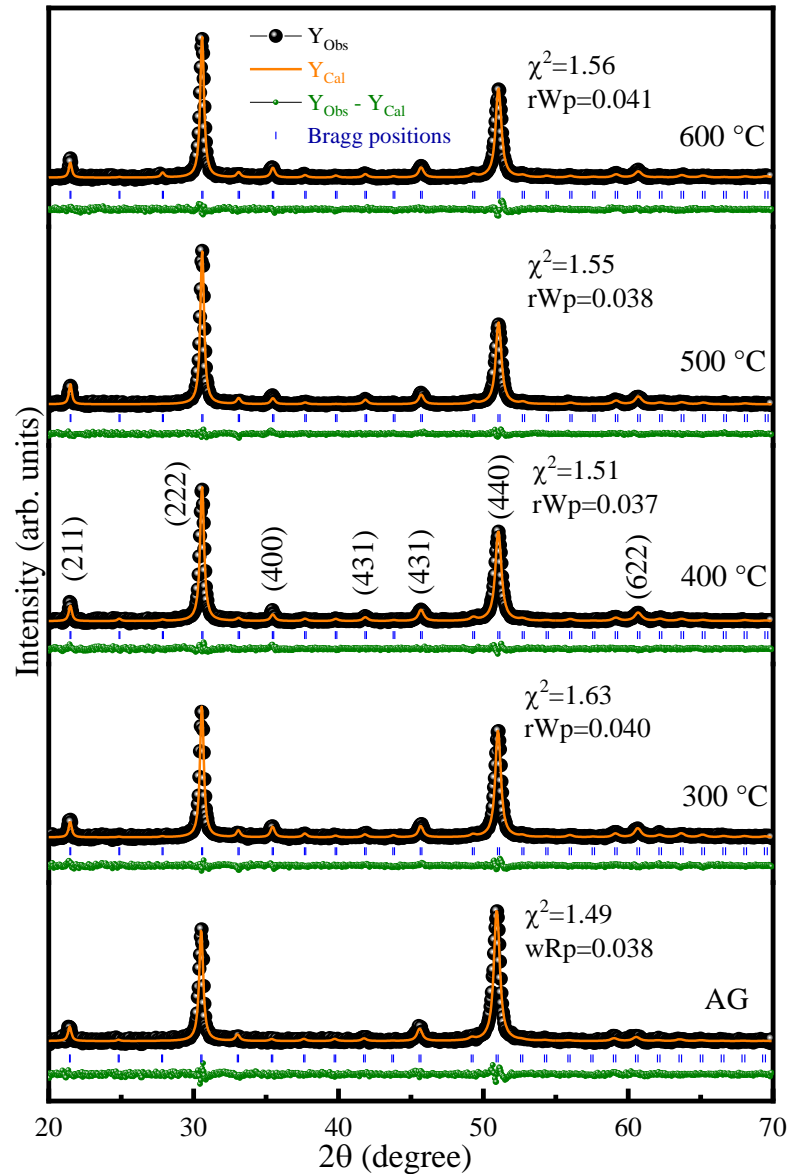 Y_Obs
Y_Cal
Y_Obs - Y_Cal
Bragg positions
χ²=1.56
rWp=0.041
600 °C
χ²=1.55
rWp=0.038
500 °C
χ²=1.51
rWp=0.037
400 °C
(211)
(222)
(400)
(431)
(431)
(440)
(622)
χ²=1.63
rWp=0.040
300 °C
χ²=1.49
wRp=0.038
AG
Intensity (arb. units)
20 30 40 50 60 70
2θ (degree)